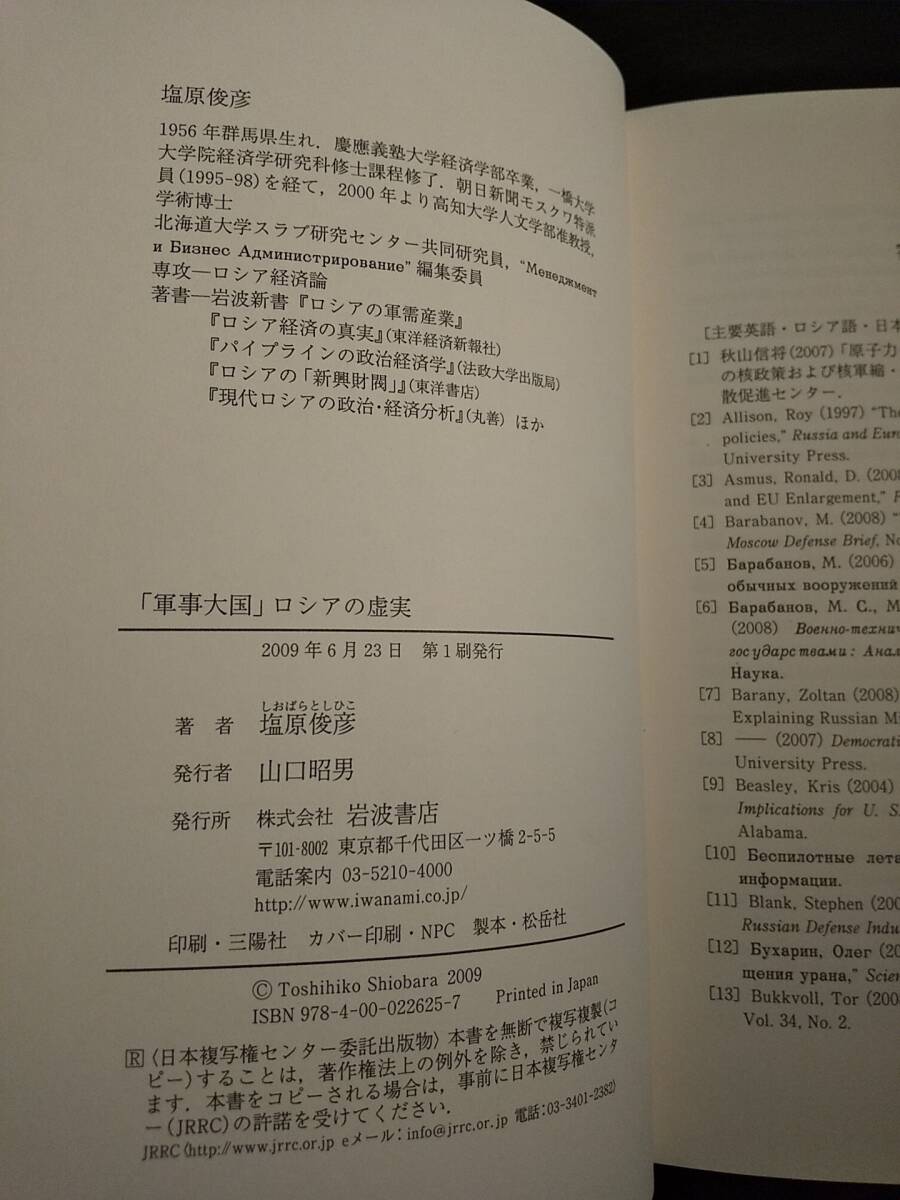 塩原俊彦
1956年群馬県生れ．慶應義塾大学経済学部卒業，一橋大学
大学院経済学研究科修士課程修了．朝日新聞モスクワ特派
員(1995-98)を経て，2000年より高知大学人文学部准教授，
学術博士
北海道大学スラブ研究センター共同研究員，“Менеджмент
и Бизнес Администрирование” 編集委員
専攻―ロシア経済論
著書―岩波新書『ロシアの軍需産業』
『ロシア経済の真実』(東洋経済新報社)
『パイプラインの政治経済学』(法政大学出版局)
『ロシアの「新興財閥」』(東洋書店)
『現代ロシアの政治・経済分析』(丸善) ほか
「軍事大国」ロシアの虚実
2009年6月23日 第1刷発行
しおばらとしひこ
著者 塩原俊彦
発行者 山口昭男
発行所 株式会社 岩波書店
〒101-8002 東京都千代田区一ツ橋2-5-5
電話案内 03-5210-4000
http://www.iwanami.co.jp/
印刷・三陽社 カバー印刷・NPC 製本・松岳社
© Toshihiko Shiobara 2009
ISBN 978-4-00-022625-7 Printed in Japan
Ⓡ〈日本複写権センター委託出版物〉本書を無断で複写複製(コ
ピー)することは，著作権法上の例外を除き，禁じられてい
ます．本書をコピーされる場合は，事前に日本複写権センタ
ー(JRRC)の許諾を受けてください．
JRRC〈http://www.jrrc.or.jp eメール：info@jrrc.or.jp 電話:03-3401-2382〉
［主要英語・ロシア語・日本
[1] 秋山信将(2007)「原子力
の核政策および核軍縮・
散促進センター．
[2] Allison, Roy (1997) “The
policies,” Russia and Eur
University Press.
[3] Asmus, Ronald, D. (2008
and EU Enlargement,” F
[4] Barabanov, M. (2008) “
Moscow Defense Brief, No
[5] Барабанов, М. (2006)
обычных вооружений
[6] Барабанов, М. С., М
(2008) Военно-технич
государствами: Анал
Наука.
[7] Barany, Zoltan (2008)
Explaining Russian Mi
[8] ―― (2007) Democrati
University Press.
[9] Beasley, Kris (2004)
Implications for U. S.
Alabama.
[10] Беспилотные лета
информации.
[11] Blank, Stephen (200
Russian Defense Indu
[12] Бухарин, Олег (20
щения урана,” Scien
[13] Bukkvoll, Tor (200
Vol. 34, No. 2.